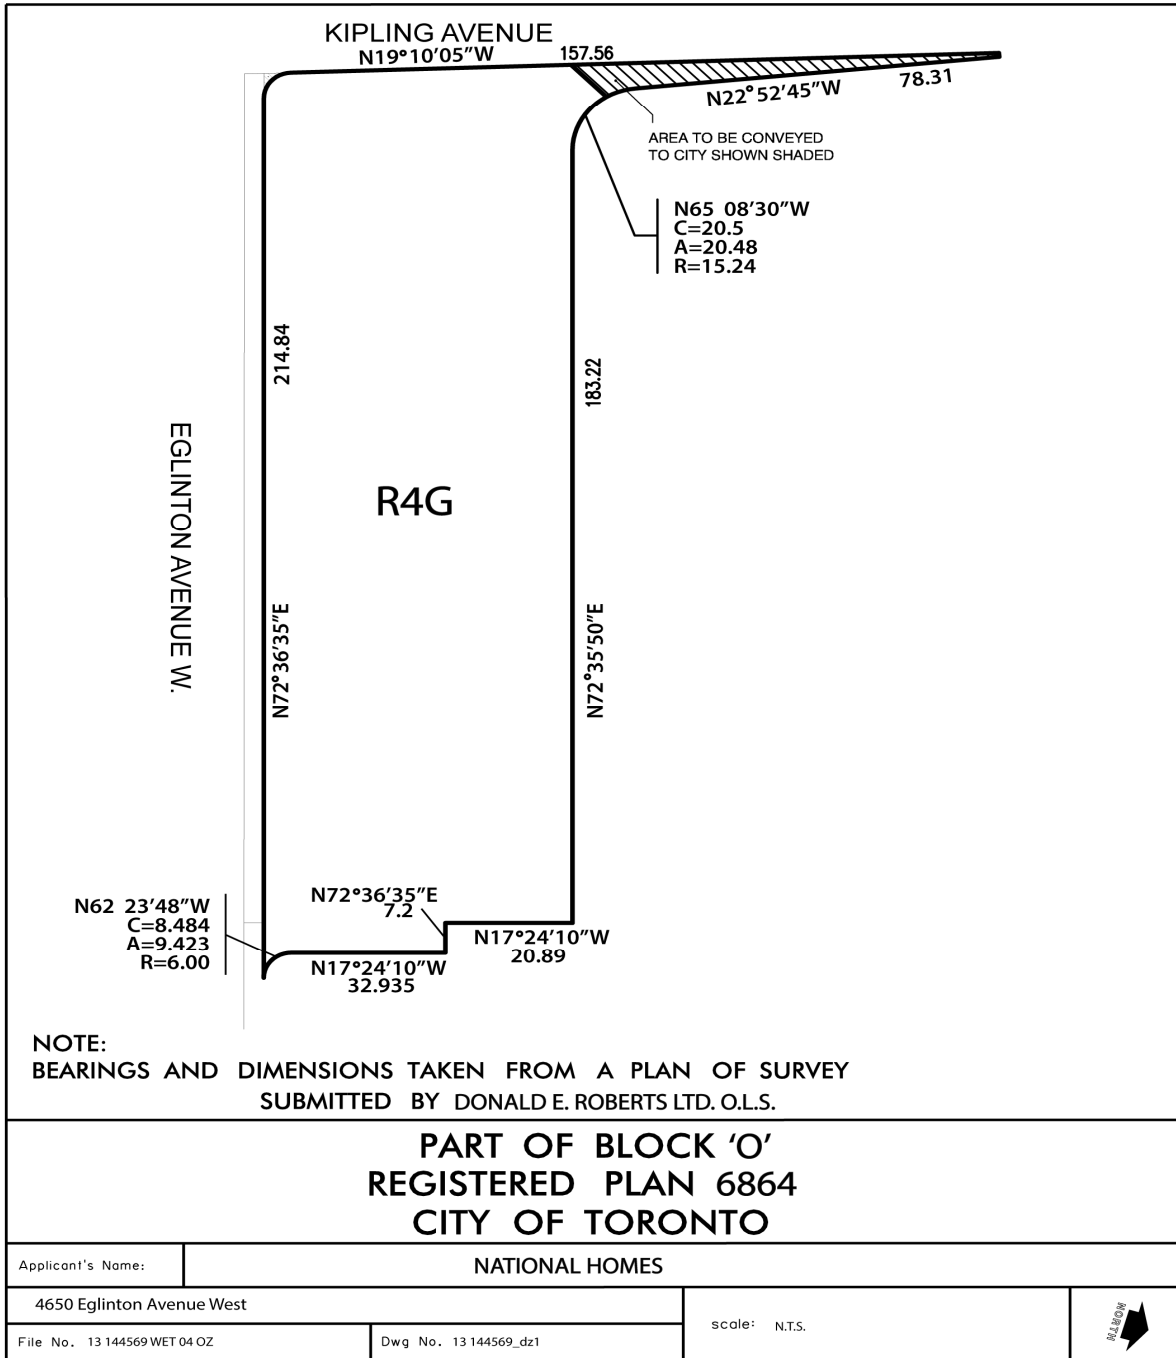 KIPLING AVENUE
N19°10'05"W
157.56
N22°52'45"W
78.31
AREA TO BE CONVEYED
TO CITY SHOWN SHADED
N65 08'30"W
C=20.5
A=20.48
R=15.24
214.84
183.22
EGLINTON AVENUE W.
R4G
N72°36'35"E
N72°35'50"E
N62 23'48"W
C=8.484
A=9.423
R=6.00
N72°36'35"E
7.2
N17°24'10"W
20.89
N17°24'10"W
32.935
NOTE:
BEARINGS AND DIMENSIONS TAKEN FROM A PLAN OF SURVEY
SUBMITTED BY DONALD E. ROBERTS LTD. O.L.S.
PART OF BLOCK 'O'
REGISTERED PLAN 6864
CITY OF TORONTO
Applicant's Name:
NATIONAL HOMES
4650 Eglinton Avenue West
File No. 13 144569 WET 04 OZ
Dwg No. 13 144569_dz1
scale: N.T.S.
NORTH